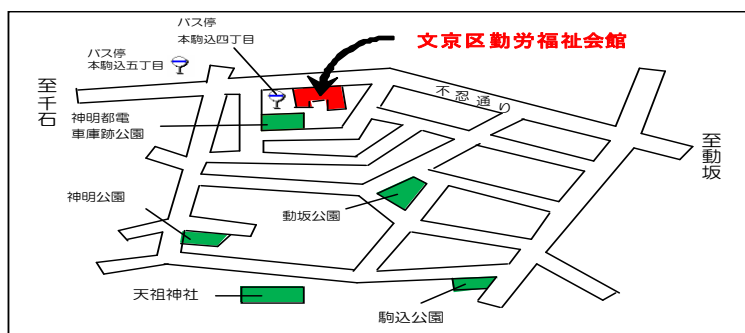 バス停
本駒込五丁目
バス停
本駒込四丁目
文京区勤労福祉会館
至千石
不忍通り
神明都電
車庫跡公園
至動坂
神明公園
動坂公園
天祖神社
駒込公園